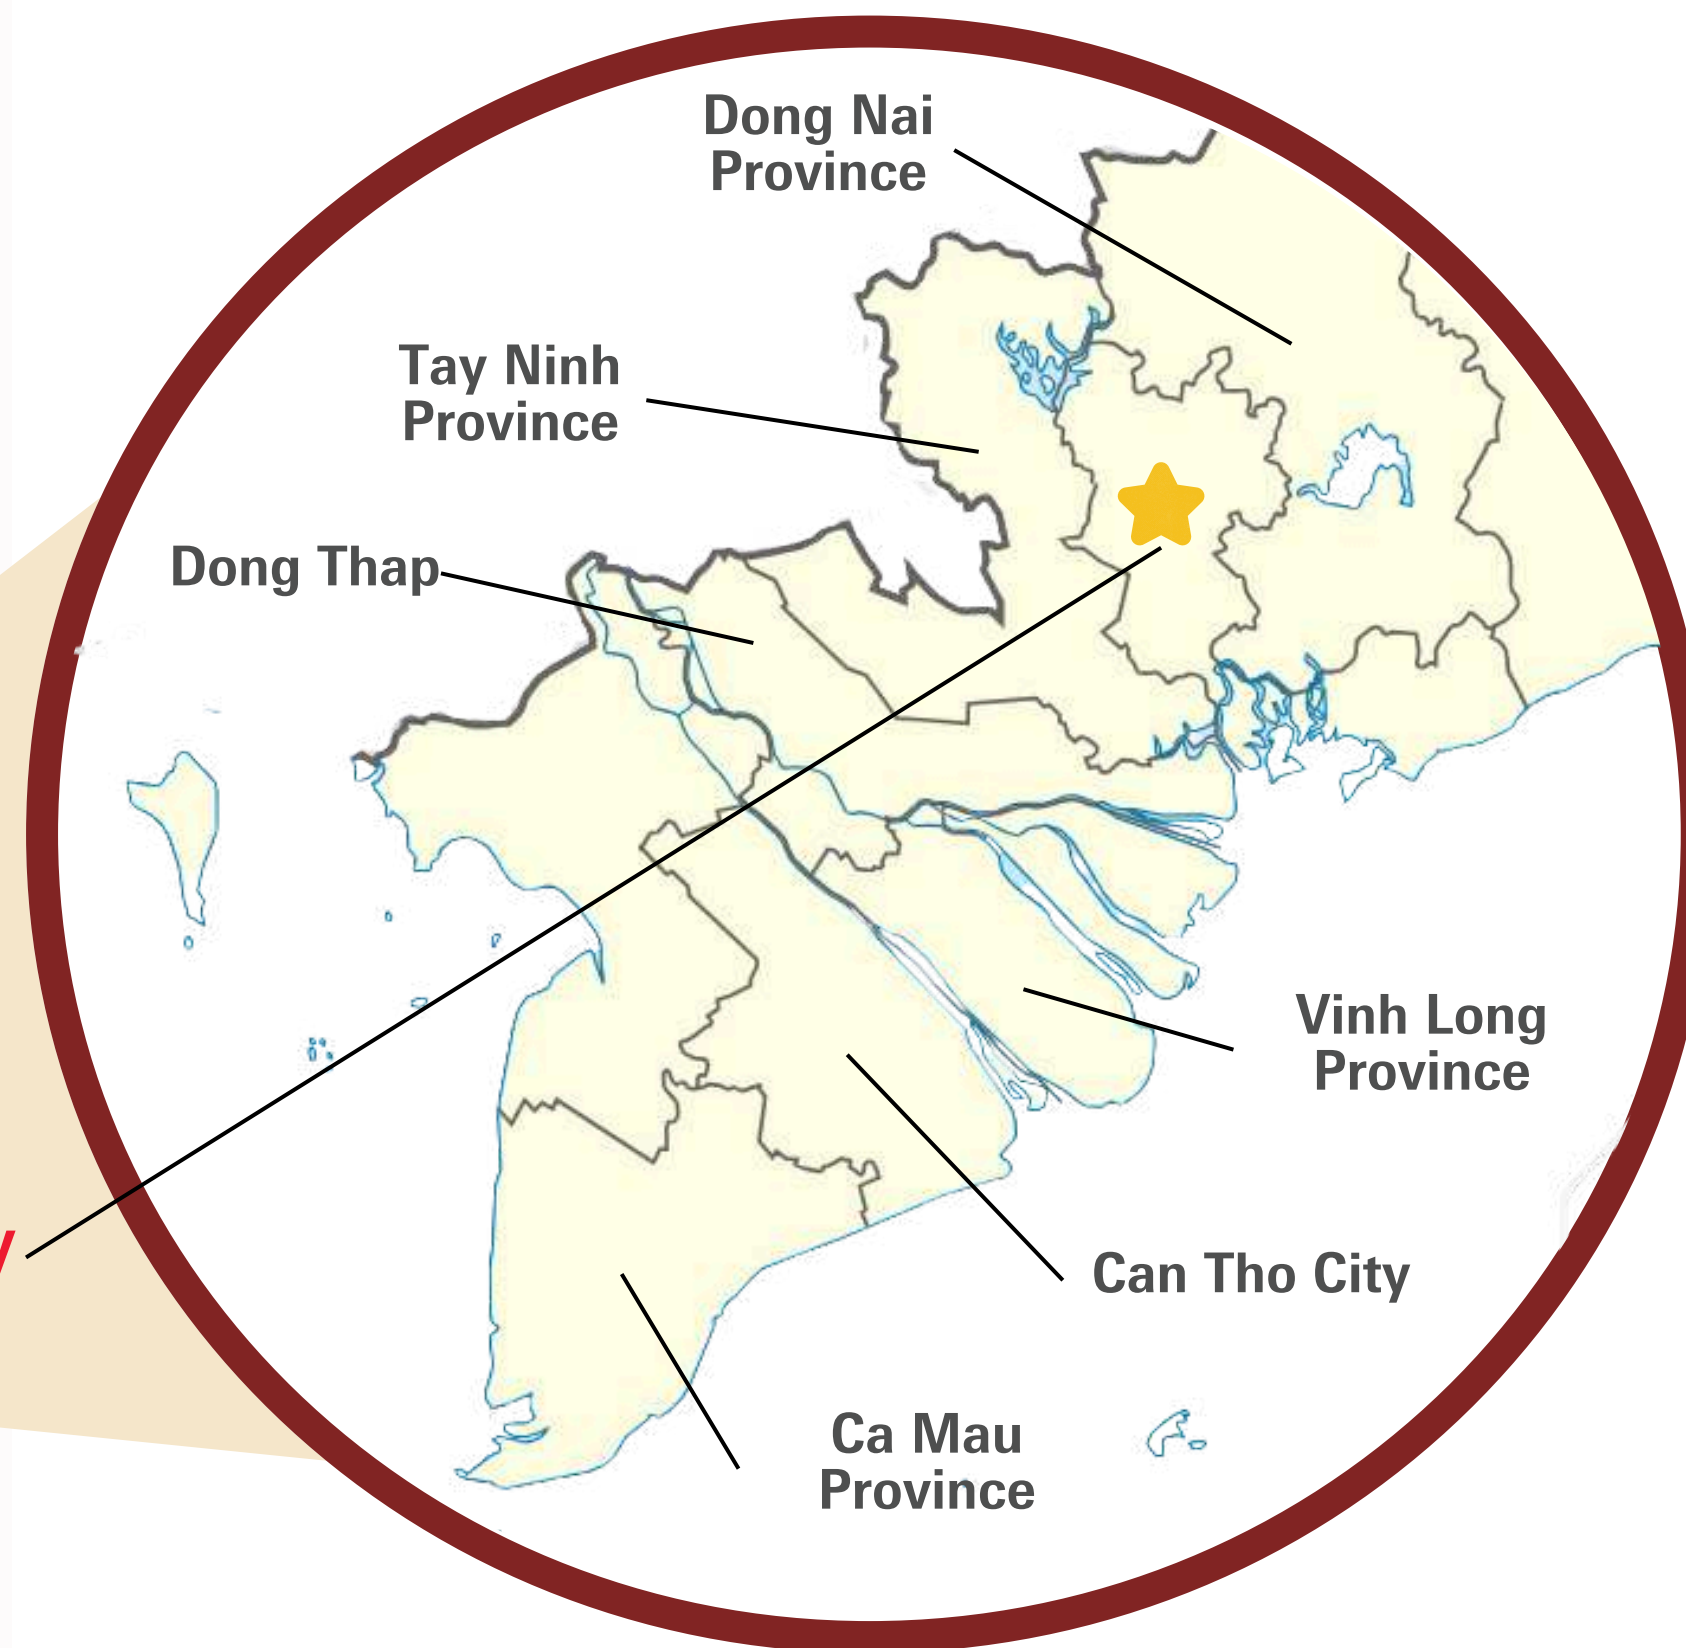 Dong Nai
Province
Tay Ninh
Province
Dong Thap
Vinh Long
Province
Can Tho City
Ca Mau
Province